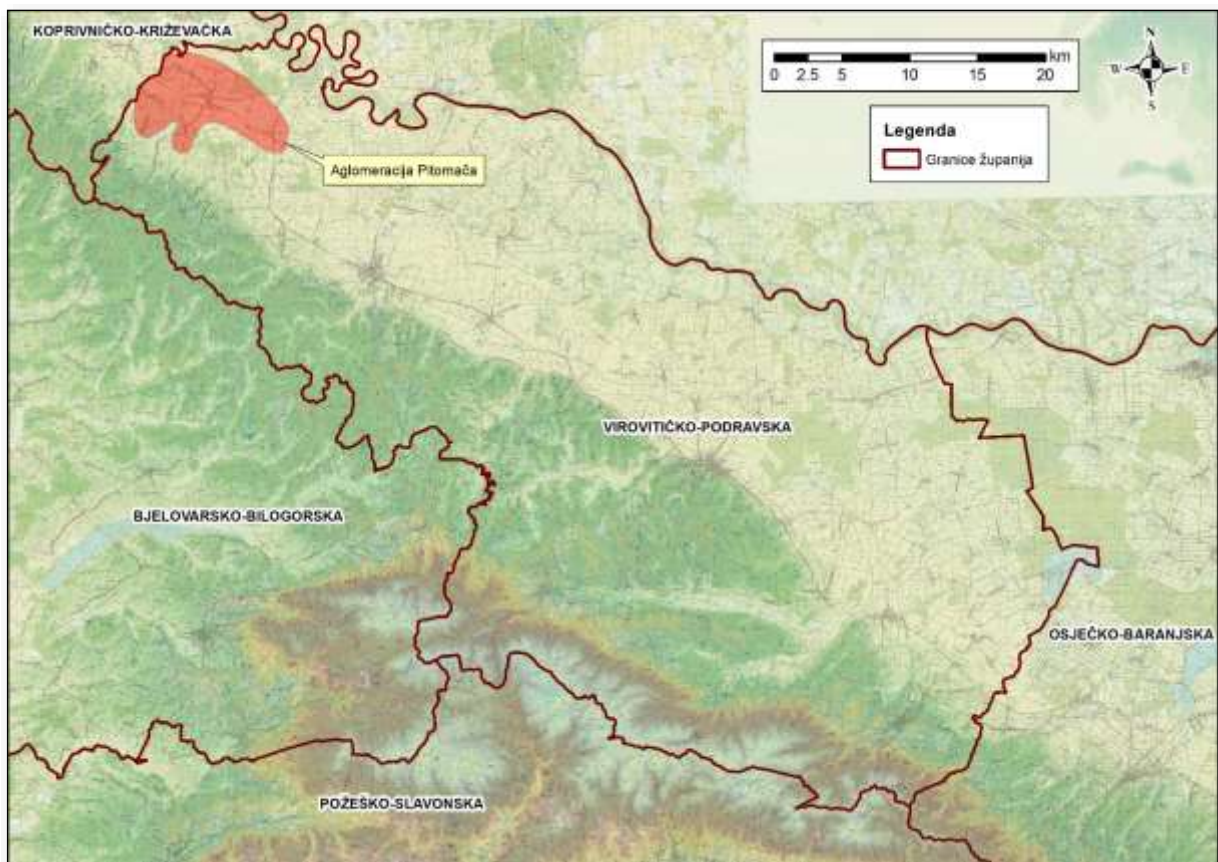 KOPRIVNIČKO-KRIŽEVAČKA
km
0 2.5 5 10 15 20
N
W E
S
Legenda
Granice županija
Aglomeracija Pitomača
VIROVITIČKO-PODRAVSKA
BJELOVARSKO-BILOGORSKA
OSJEČKO-BARANJSKA
POŽEŠKO-SLAVONSKA